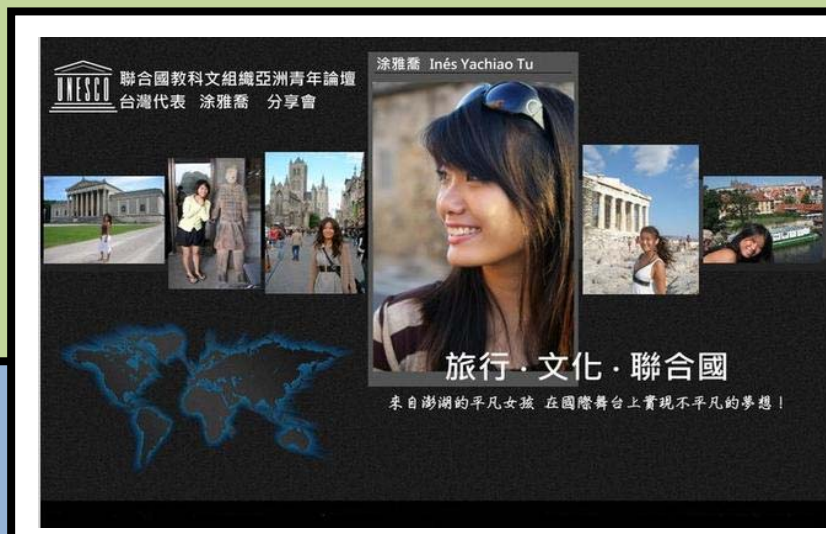 UNESCO
聯合國教科文組織亞洲青年論壇
台灣代表 涂雅喬 分享會
涂雅喬 Inés Yachiao Tu
旅行．文化．聯合國
來自澎湖的平凡女孩 在國際舞台上實現不平凡的夢想！